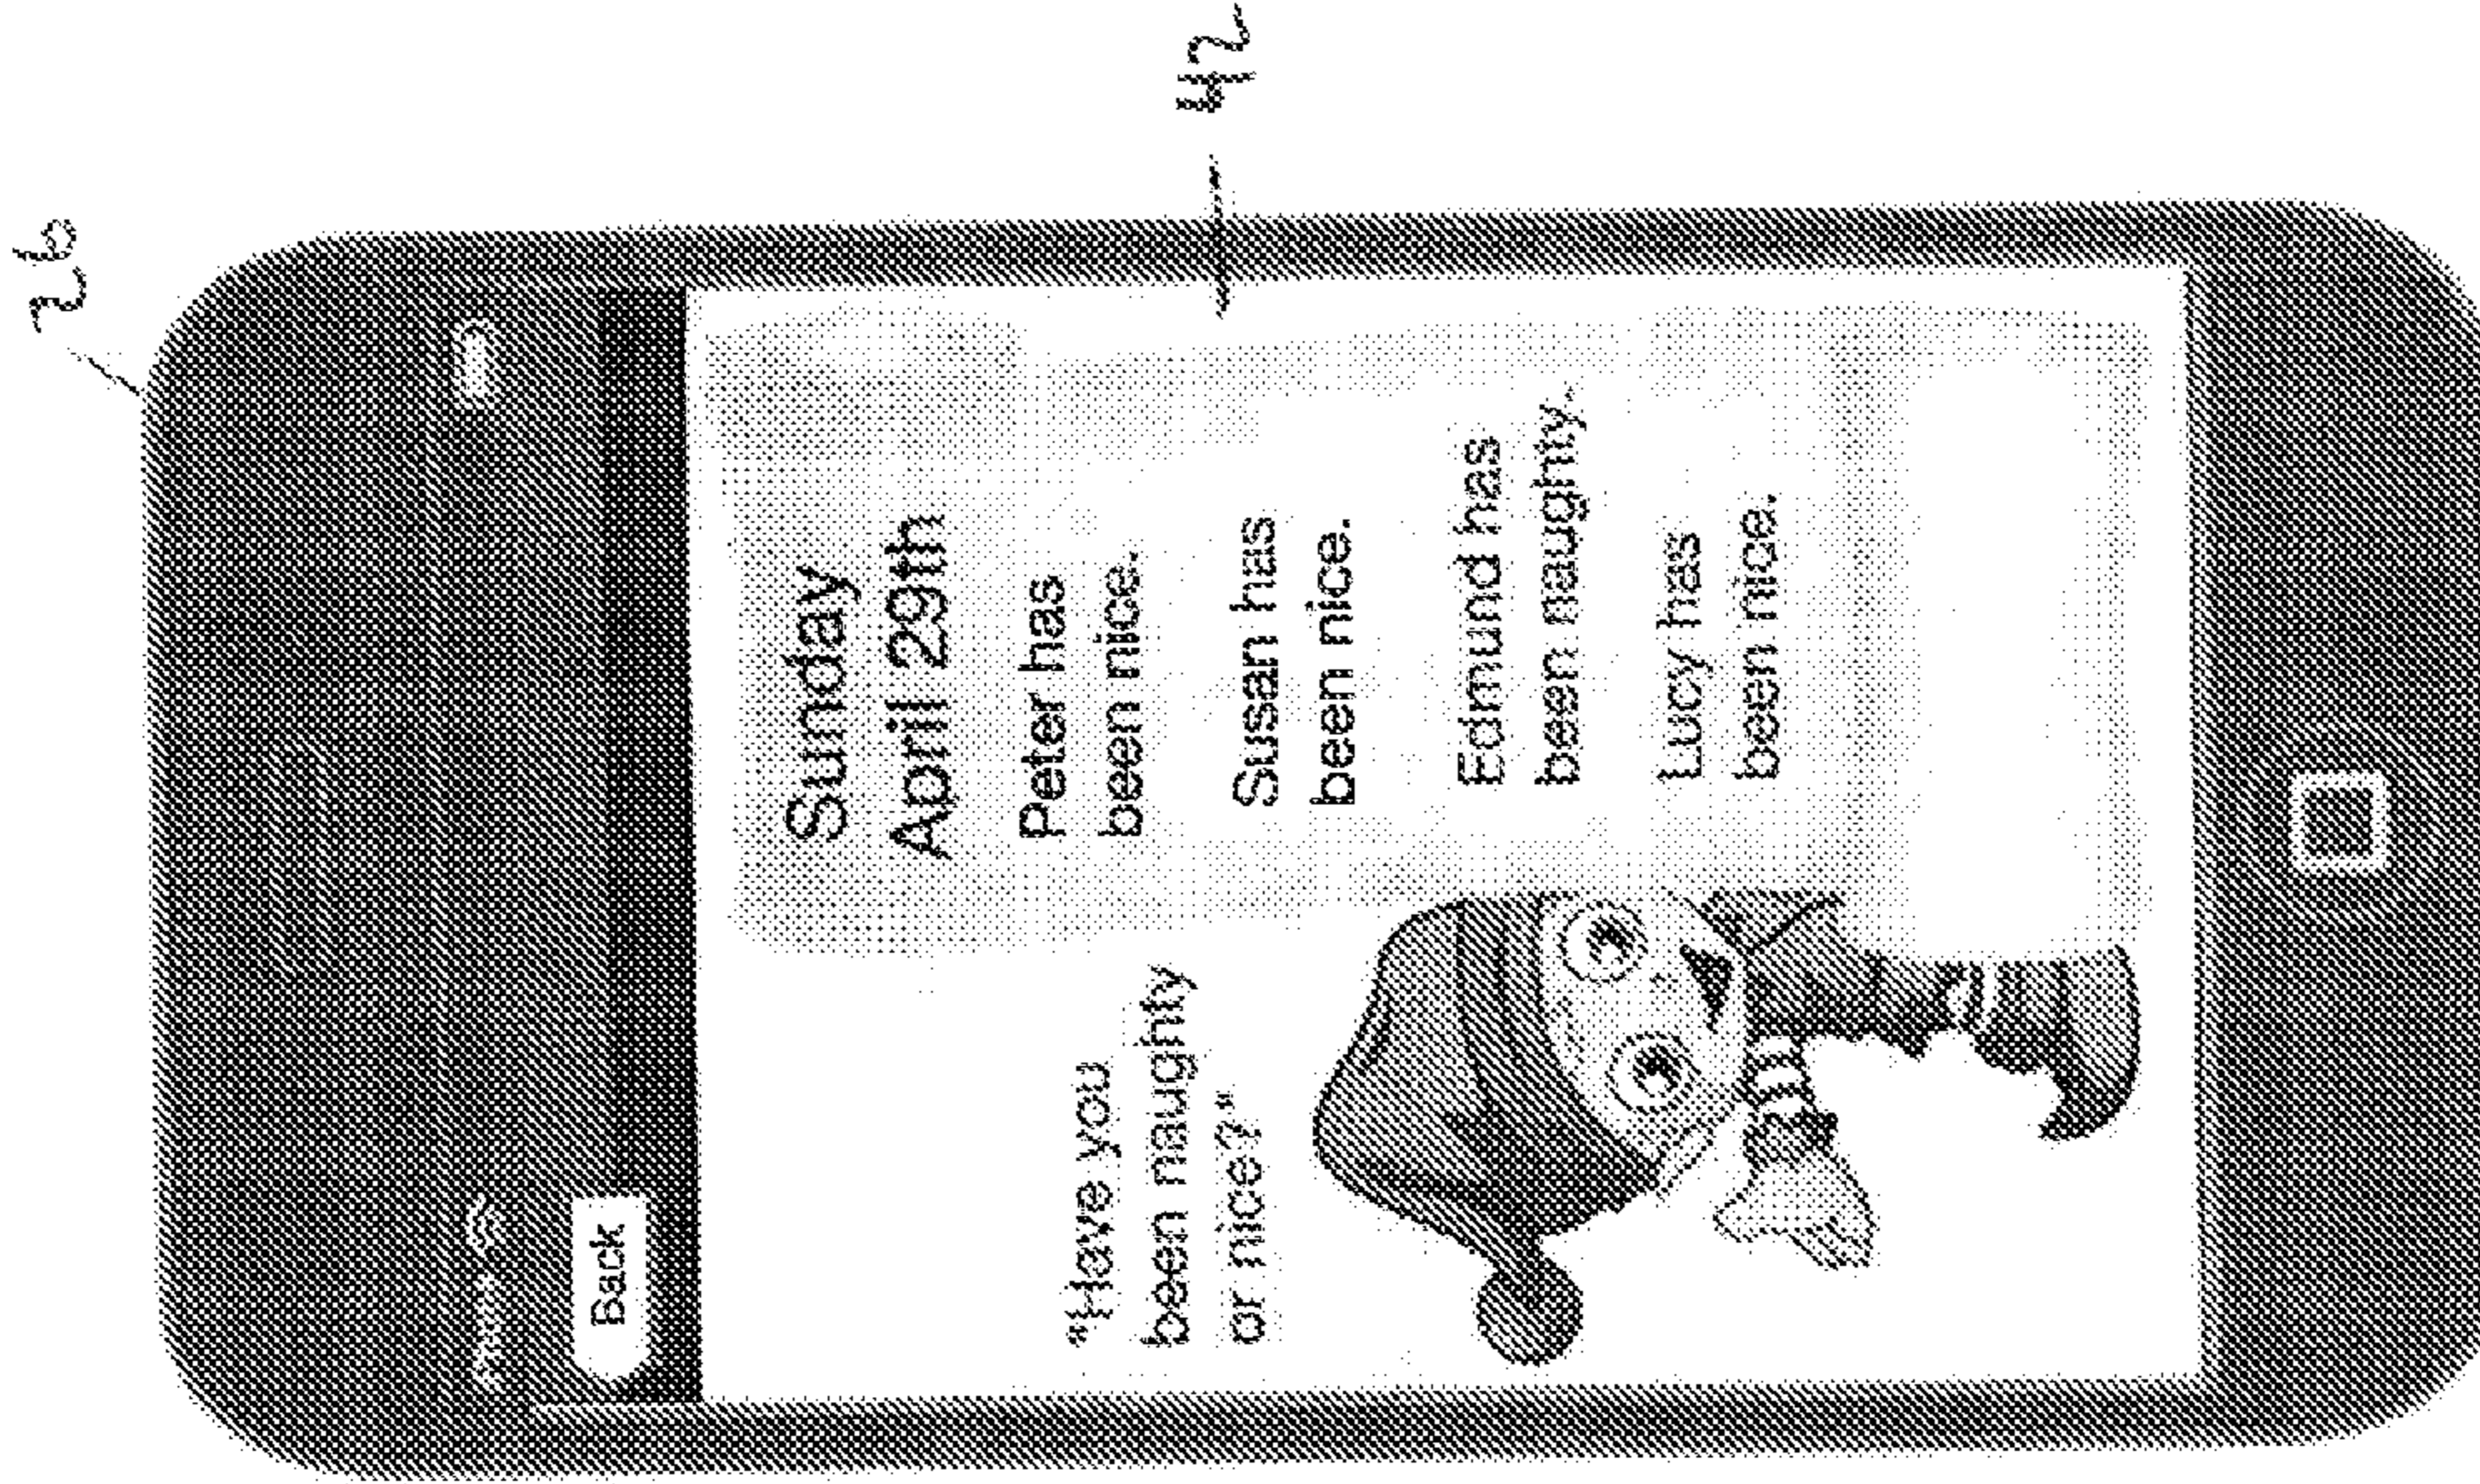 26
42
Back
Sunday
April 29th
Peter has
been nice.
Susan has
been nice.
Edmund has
been naughty.
Lucy has
been nice.
"Have you
been naughty
or nice?"